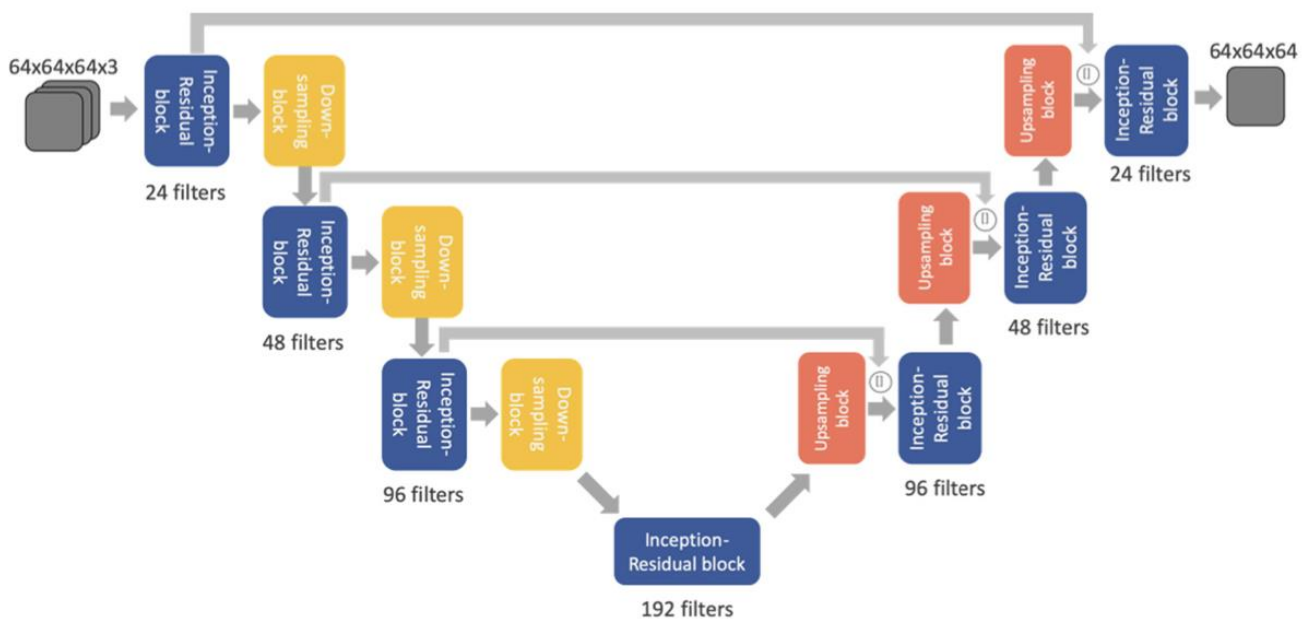 64x64x64x3
Inception-
Residual
block
24 filters
Down-
sampling
block
Inception-
Residual
block
48 filters
Down-
sampling
block
Inception-
Residual
block
96 filters
Down-
sampling
block
Inception-
Residual block
192 filters
Upsampling
block
[]
Inception-
Residual
block
96 filters
Upsampling
block
[]
Inception-
Residual
block
48 filters
Upsampling
block
[]
Inception-
Residual
block
24 filters
64x64x64